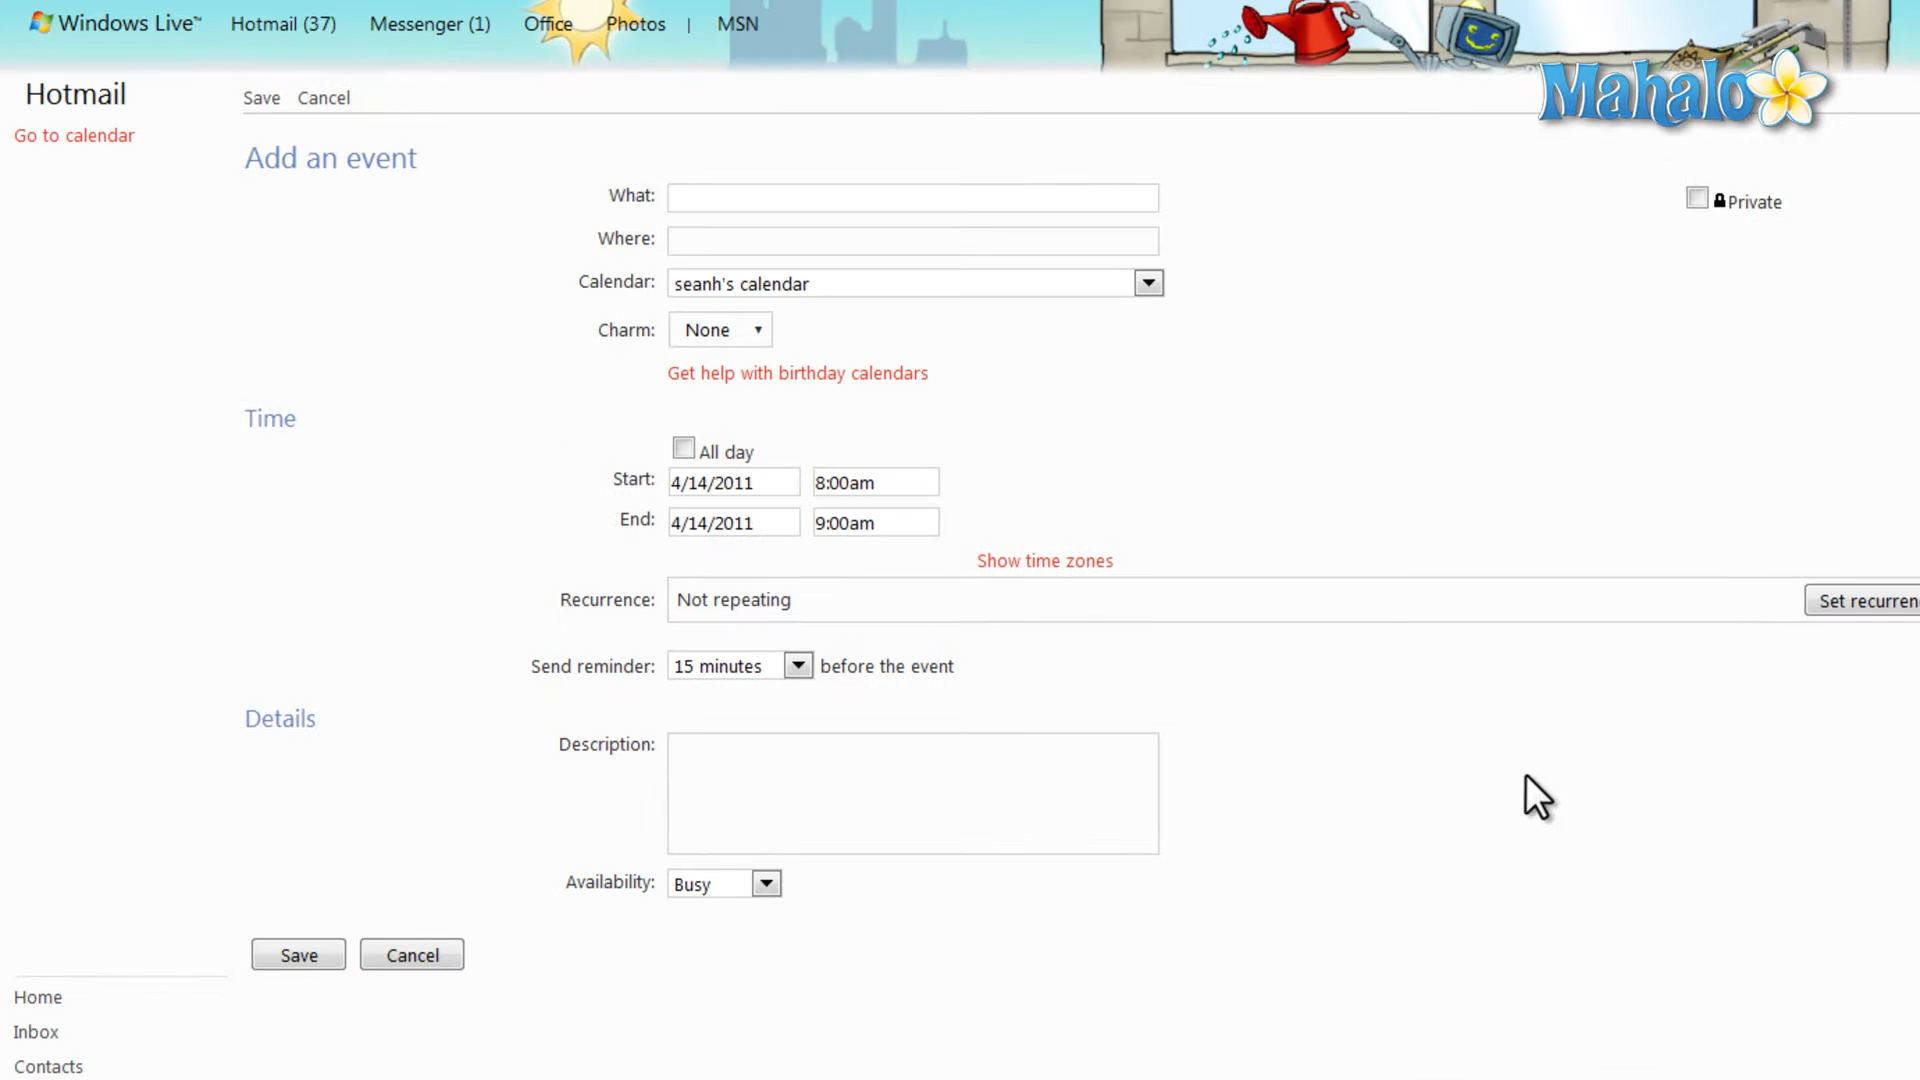 Windows Live™ Hotmail (37) Messenger (1) Office Photos | MSN
Mahalo
Hotmail
Save Cancel
Go to calendar
Add an event
What:
Private
Where:
Calendar: seanh's calendar
Charm: None
Get help with birthday calendars
Time
All day
Start: 4/14/2011 8:00am
End: 4/14/2011 9:00am
Show time zones
Recurrence: Not repeating Set recurren
Send reminder: 15 minutes before the event
Details
Description:
Availability: Busy
Save Cancel
Home
Inbox
Contacts